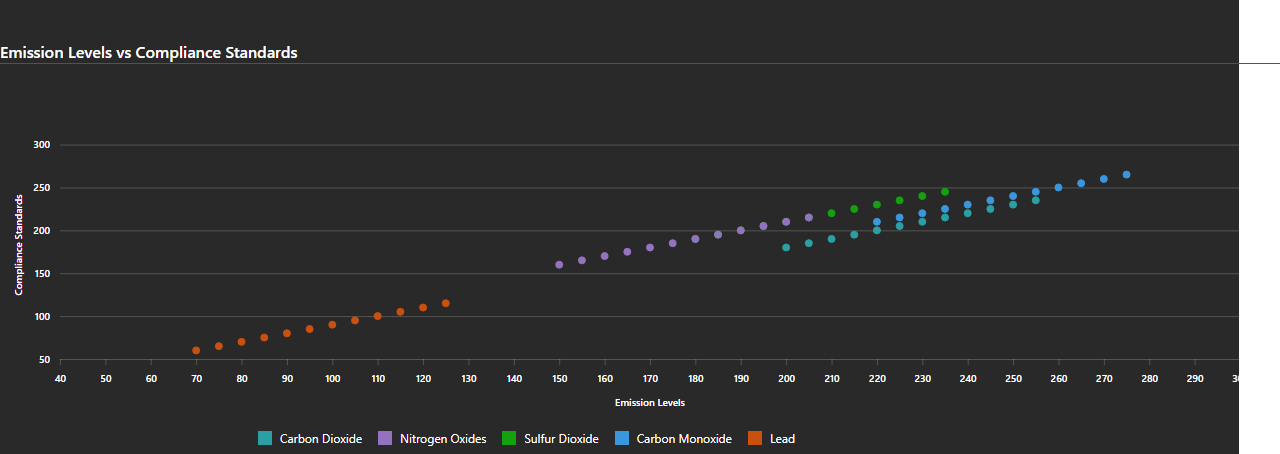 Emission Levels vs Compliance Standards
300
250
200
150
100
50
Compliance Standards
40 50 60 70 80 90 100 110 120 130 140 150 160 170 180 190 200 210 220 230 240 250 260 270 280 290
Emission Levels
Carbon Dioxide Nitrogen Oxides Sulfur Dioxide Carbon Monoxide Lead